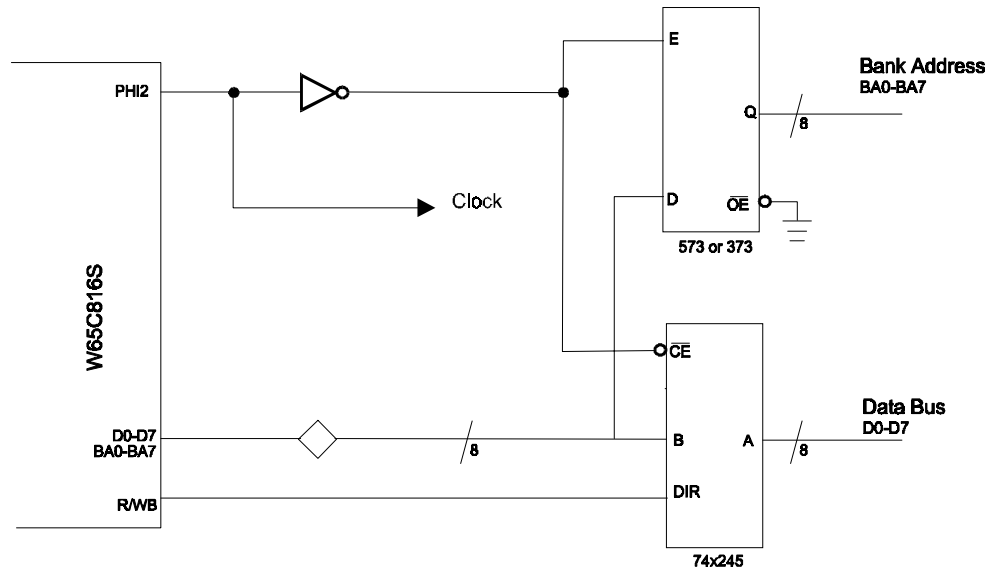 PHI2
Clock
W65C816S
D0-D7
BA0-BA7
R/WB
8
E
D
Q
OE
573 or 373
Bank Address
BA0-BA7
8
CE
B
A
DIR
74x245
Data Bus
D0-D7
8